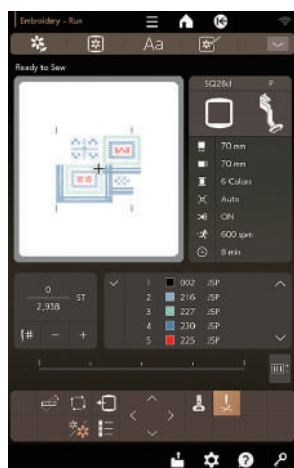 Embroidery - Run
Aa
Ready to Sew
SQ28d P
70 mm
70 mm
6 Colors
Auto
ON
600 spm
8 min
0
2,938
ST
1 002 JSP
2 216 JSP
3 227 JSP
4 230 JSP
5 225 JSP